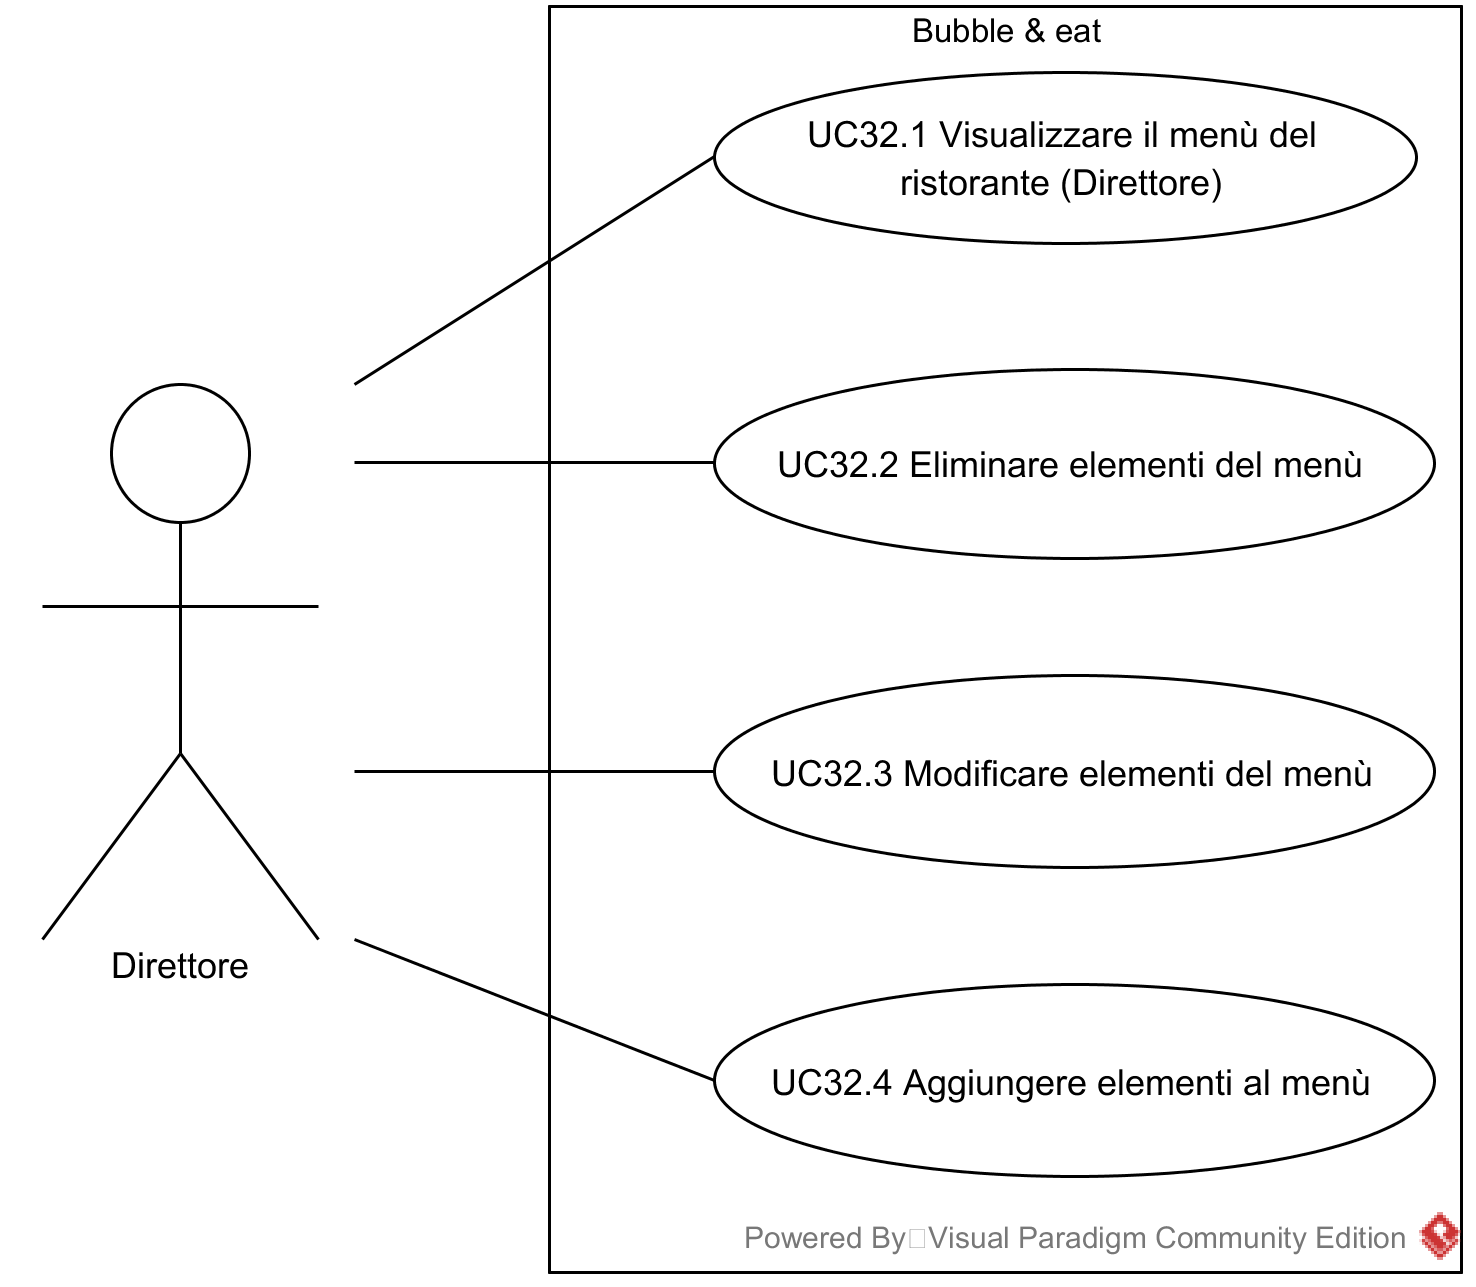 Bubble & eat
UC32.1 Visualizzare il menù del
ristorante (Direttore)
UC32.2 Eliminare elementi del menù
UC32.3 Modificare elementi del menù
Direttore
UC32.4 Aggiungere elementi al menù
Powered By Visual Paradigm Community Edition